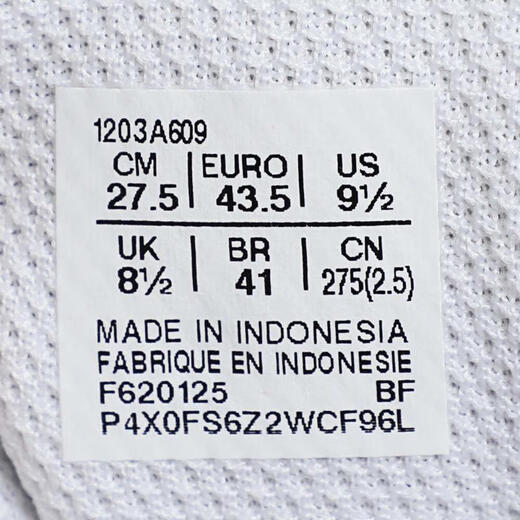 1203A609
CM EURO US
27.5 43.5 9½
UK BR CN
8½ 41 275(2.5)
MADE IN INDONESIA
FABRIQUE EN INDONESIE
F620125 BF
P4X0FS6Z2WCF96L